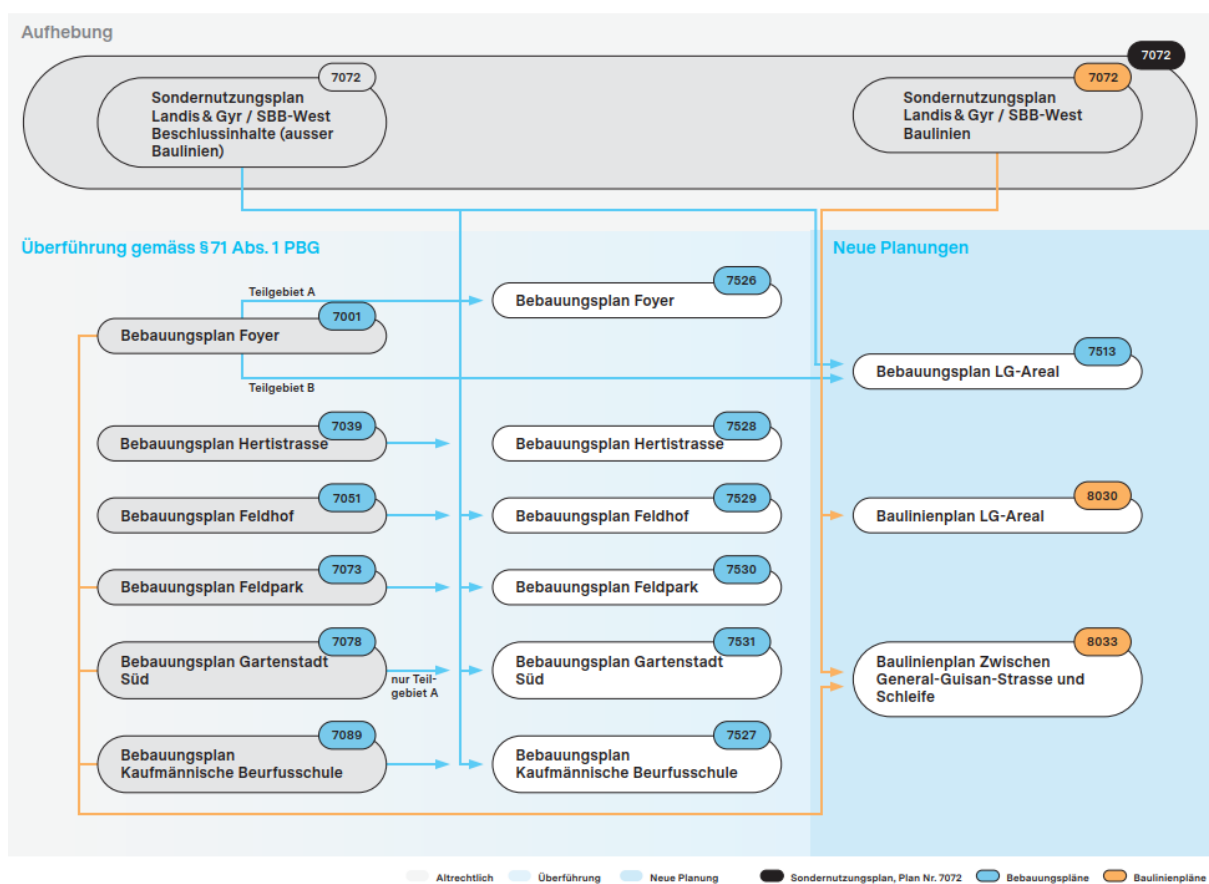 Aufhebung
7072
7072
Sondernutzungsplan
Landis & Gyr / SBB-West
Beschlussinhalte (ausser
Baulinien)
7072
Sondernutzungsplan
Landis & Gyr / SBB-West
Baulinien
Überführung gemäss § 71 Abs. 1 PBG
Neue Planungen
Teilgebiet A
7001
Bebauungsplan Foyer
Teilgebiet B
7526
Bebauungsplan Foyer
7513
Bebauungsplan LG-Areal
7039
Bebauungsplan Hertistrasse
7528
Bebauungsplan Hertistrasse
7051
Bebauungsplan Feldhof
7529
Bebauungsplan Feldhof
8030
Baulinienplan LG-Areal
7073
Bebauungsplan Feldpark
7530
Bebauungsplan Feldpark
7078
Bebauungsplan Gartenstadt
Süd
nur Teil-
gebiet A
7531
Bebauungsplan Gartenstadt
Süd
8033
Baulinienplan Zwischen
General-Guisan-Strasse und
Schleife
7089
Bebauungsplan
Kaufmännische Beurfusschule
7527
Bebauungsplan
Kaufmännische Beurfusschule
Altrechtlich
Überführung
Neue Planung
Sondernutzungsplan, Plan Nr. 7072
Bebauungspläne
Baulinienpläne